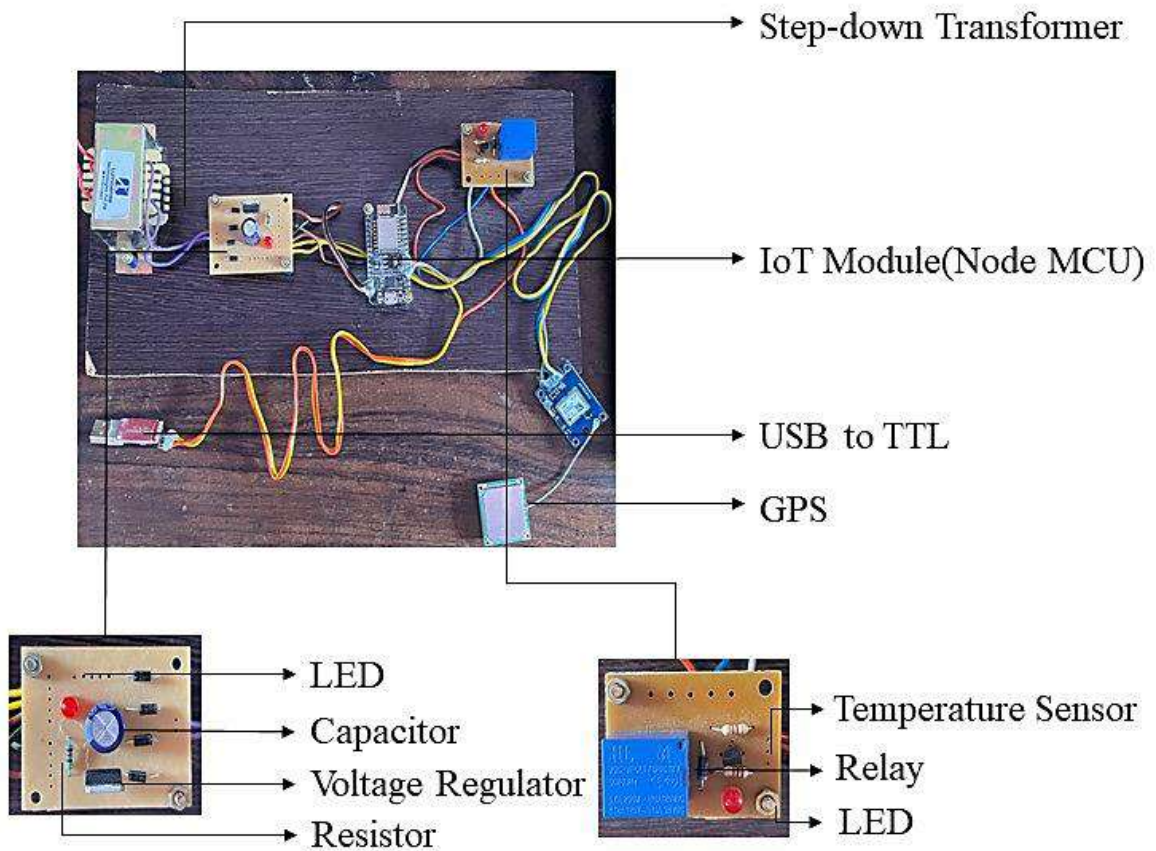 Step-down Transformer
IoT Module(Node MCU)
USB to TTL
GPS
LED
Capacitor
Voltage Regulator
Resistor
Temperature Sensor
Relay
LED